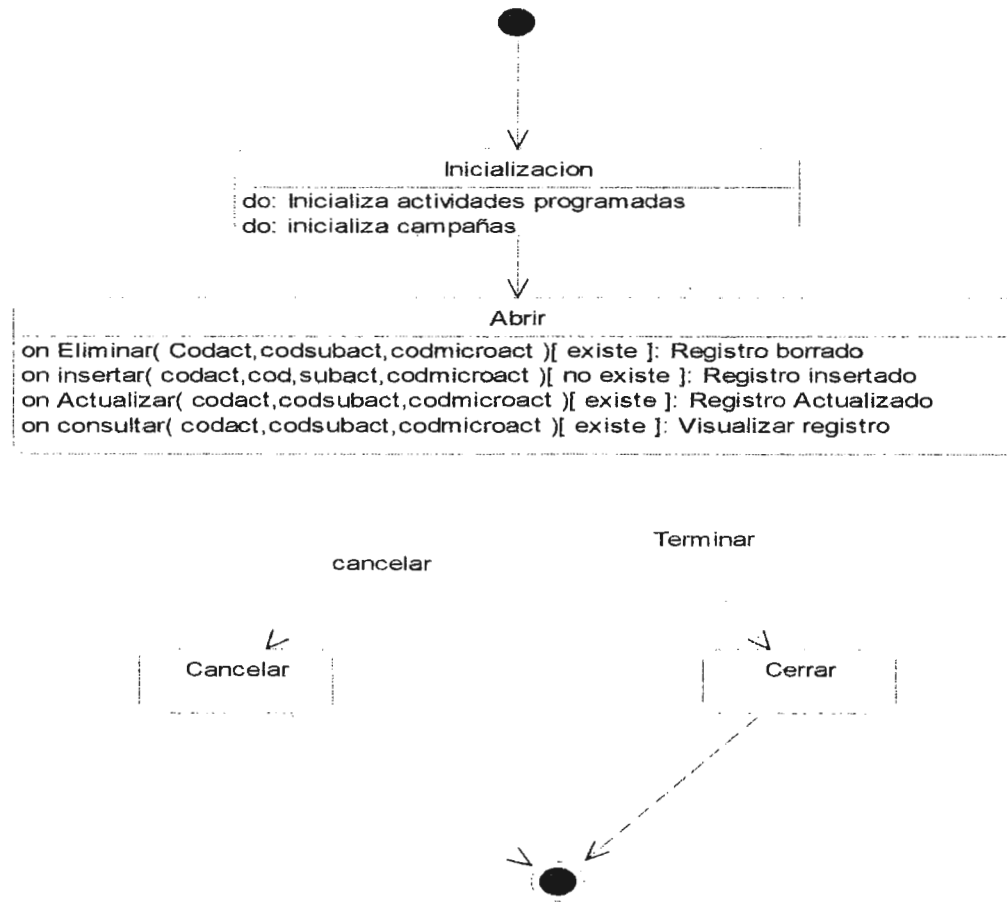 Inicializacion
do: Inicializa actividades programadas
do: inicializa campañas
Abrir
on Eliminar( Codact,codsubact,codmicroact )[ existe ]: Registro borrado
on insertar( codact,cod,subact,codmicroact )[ no existe ]: Registro insertado
on Actualizar( codact,codsubact,codmicroact )[ existe ]: Registro Actualizado
on consultar( codact,codsubact,codmicroact )[ existe ]: Visualizar registro
Terminar
cancelar
Cancelar
Cerrar